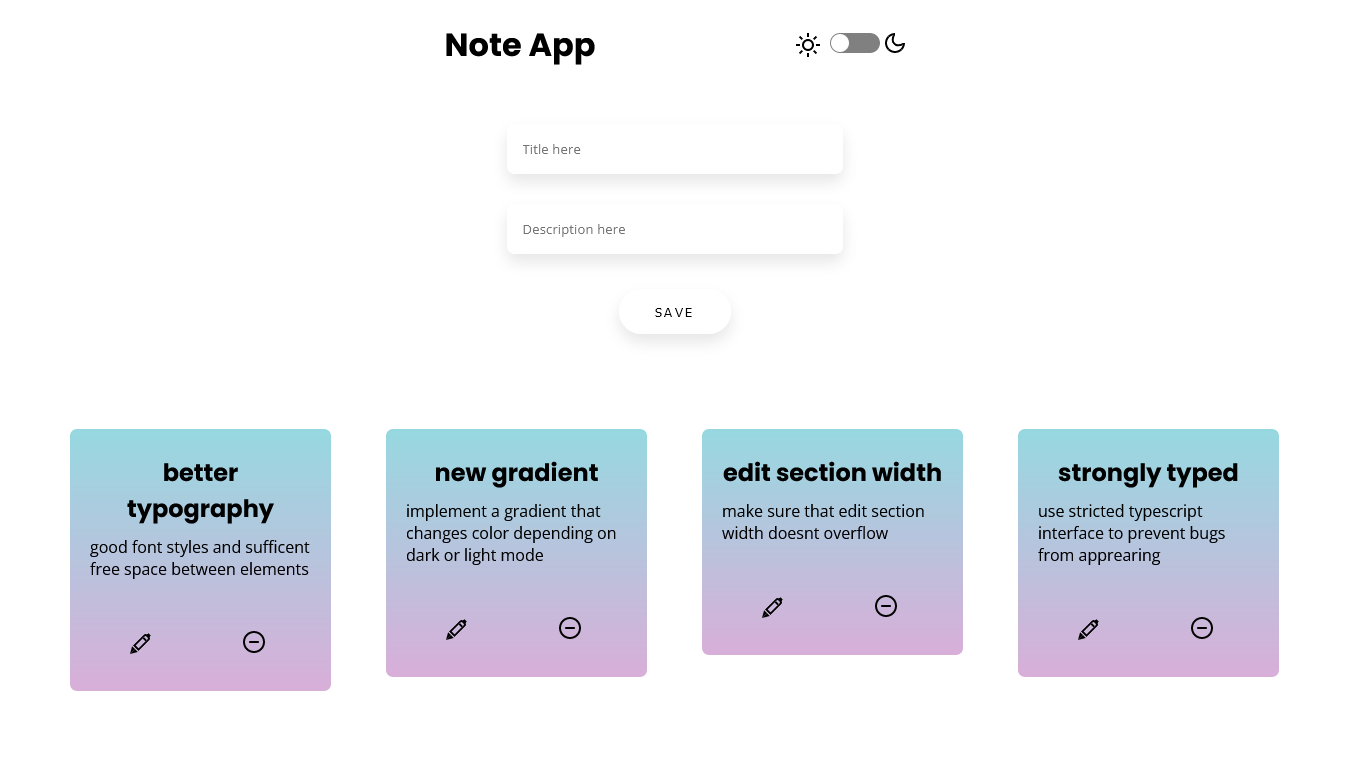 Note App
Title here
Description here
SAVE
better
typography
good font styles and sufficent
free space between elements
new gradient
implement a gradient that
changes color depending on
dark or light mode
edit section width
make sure that edit section
width doesnt overflow
strongly typed
use stricted typescript
interface to prevent bugs
from apprearing